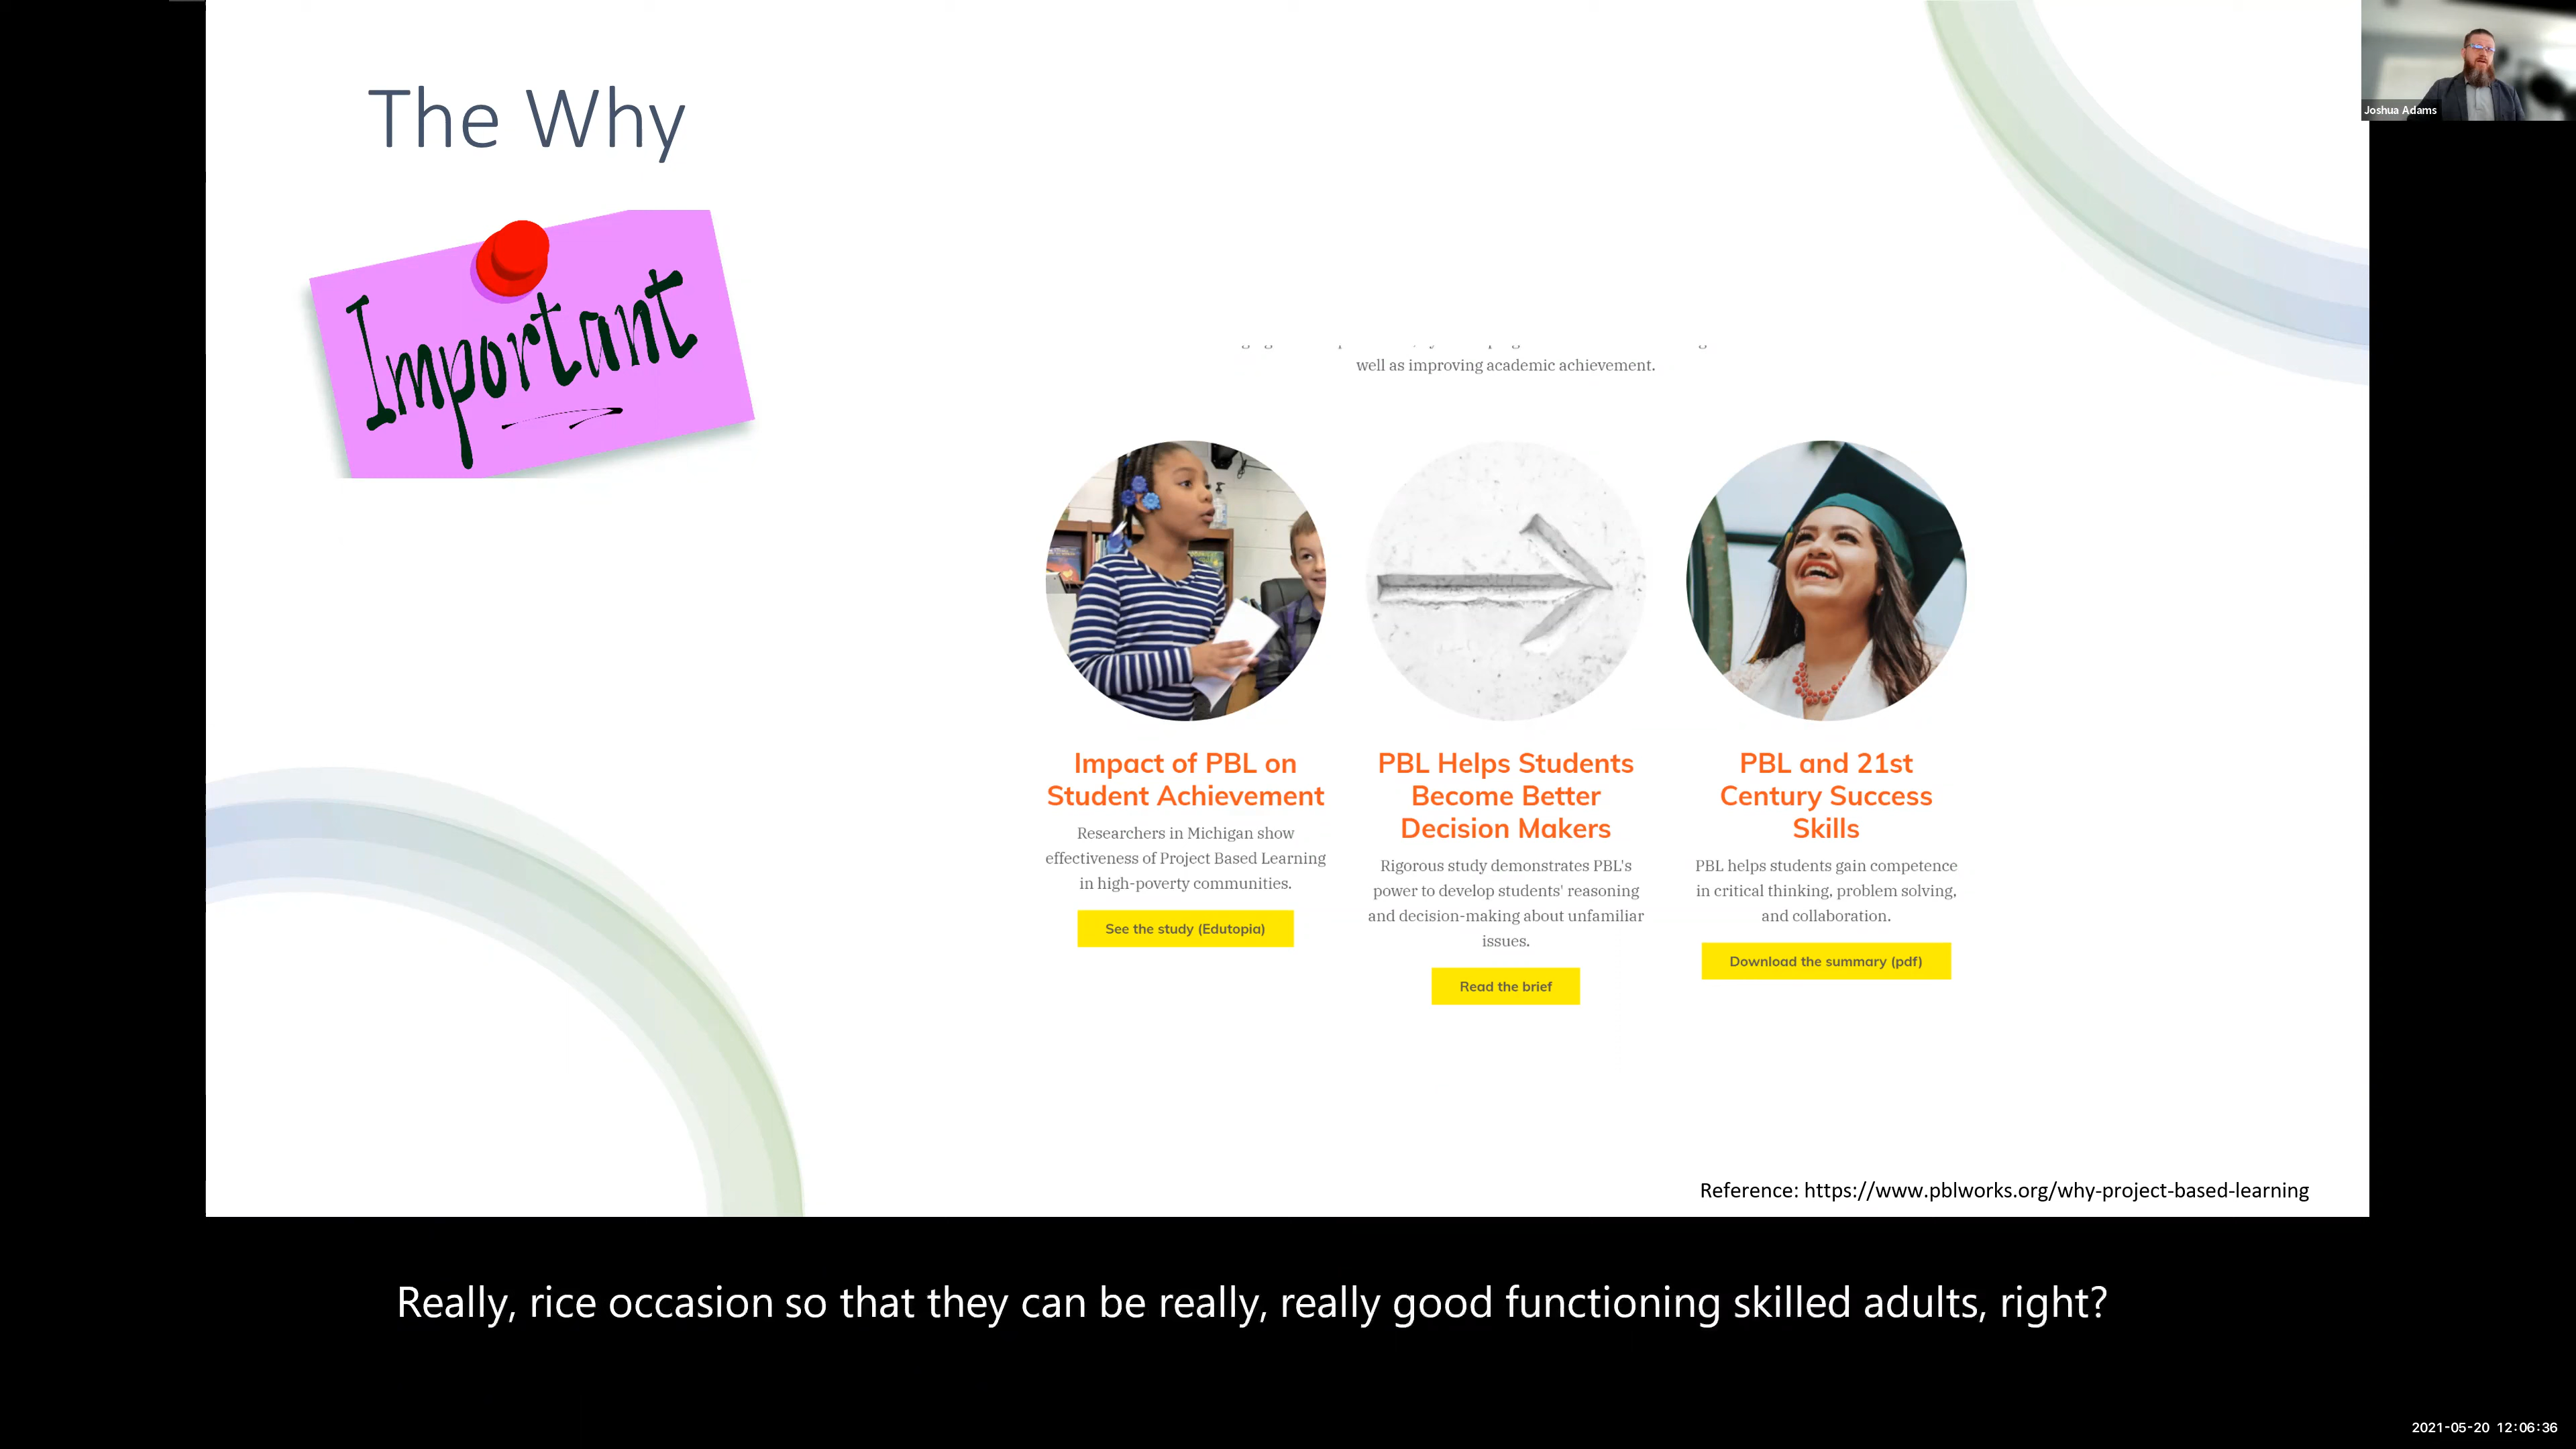 The Why
Joshua Adams
Important
well as improving academic achievement.
Impact of PBL on
Student Achievement
Researchers in Michigan show
effectiveness of Project Based Learning
in high-poverty communities.
See the study (Edutopia)
PBL Helps Students
Become Better
Decision Makers
Rigorous study demonstrates PBL's
power to develop students' reasoning
and decision-making about unfamiliar
issues.
Read the brief
PBL and 21st
Century Success
Skills
PBL helps students gain competence
in critical thinking, problem solving,
and collaboration.
Download the summary (pdf)
Reference: https://www.pblworks.org/why-project-based-learning
Really, rice occasion so that they can be really, really good functioning skilled adults, right?
2021-05-20 12:06:36